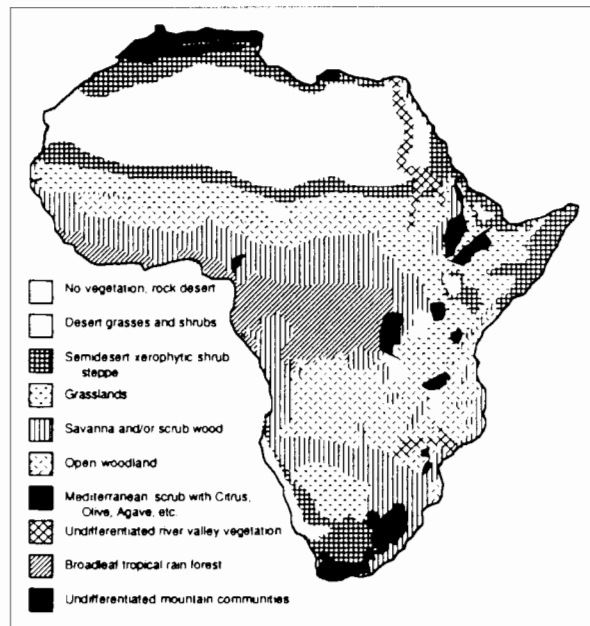 No vegetation, rock desert
Desert grasses and shrubs
Semidesert xerophytic shrub
steppe
Grasslands
Savanna and/or scrub wood
Open woodland
Mediterranean scrub with Citrus,
Olive, Agave, etc.
Undifferentiated river valley vegetation
Broadleaf tropical rain forest
Undifferentiated mountain communities